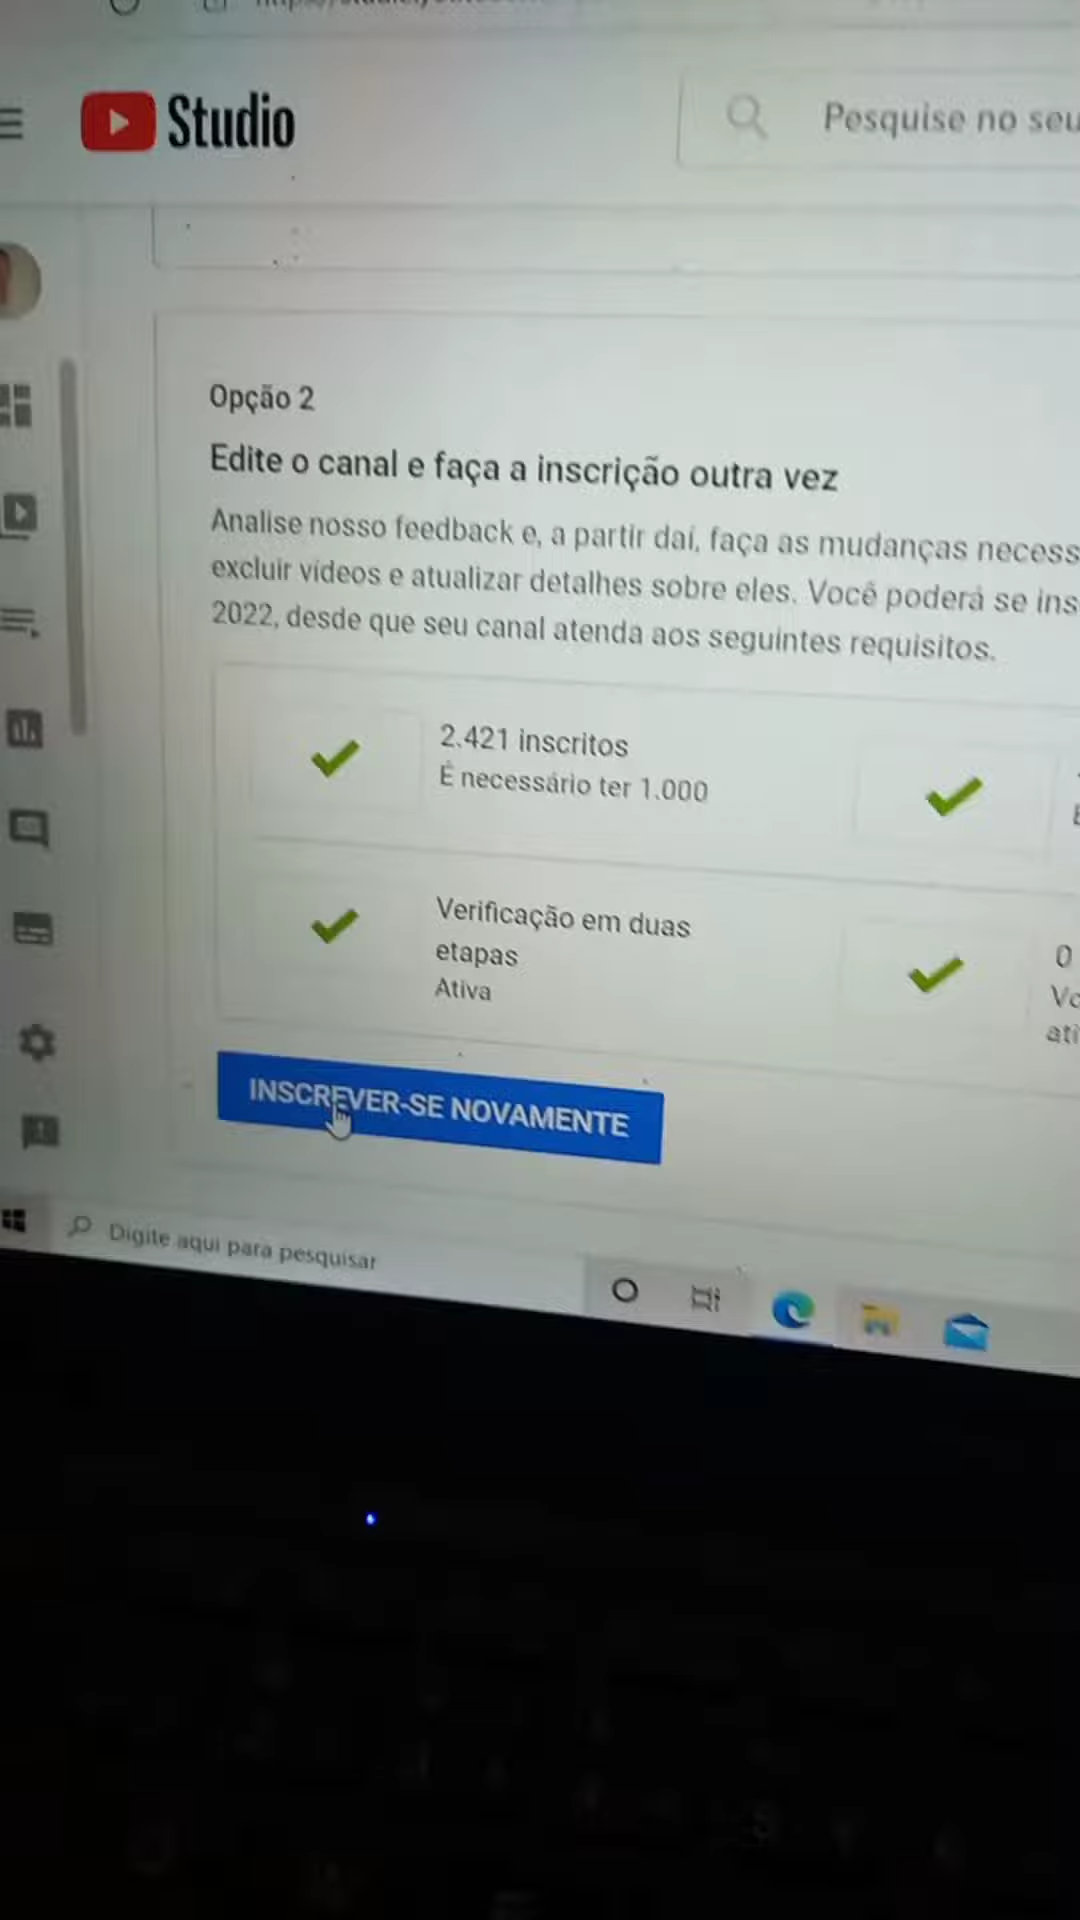 Studio
Pesquise no seu
Opção 2
Edite o canal e faça a inscrição outra vez
Analise nosso feedback e, a partir daí, faça as mudanças necess
excluir vídeos e atualizar detalhes sobre eles. Você poderá se ins
2022, desde que seu canal atenda aos seguintes requisitos.
2.421 inscritos
É necessário ter 1.000
Verificação em duas
etapas
Ativa
0
Vo
ati
INSCREVER-SE NOVAMENTE
Digite aqui para pesquisar